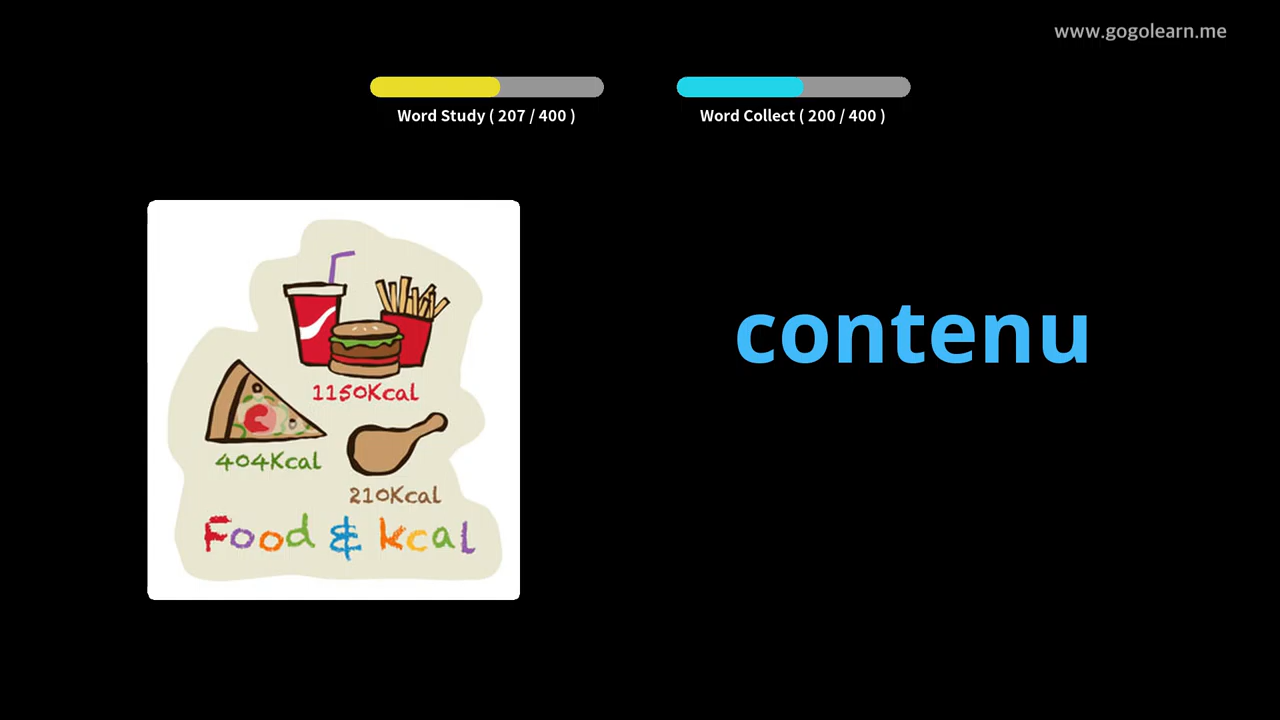 www.gogolearn.me
Word Study ( 207 / 400 )
Word Collect ( 200 / 400 )
contenu
1150Kcal
404Kcal
210Kcal
Food & kcal